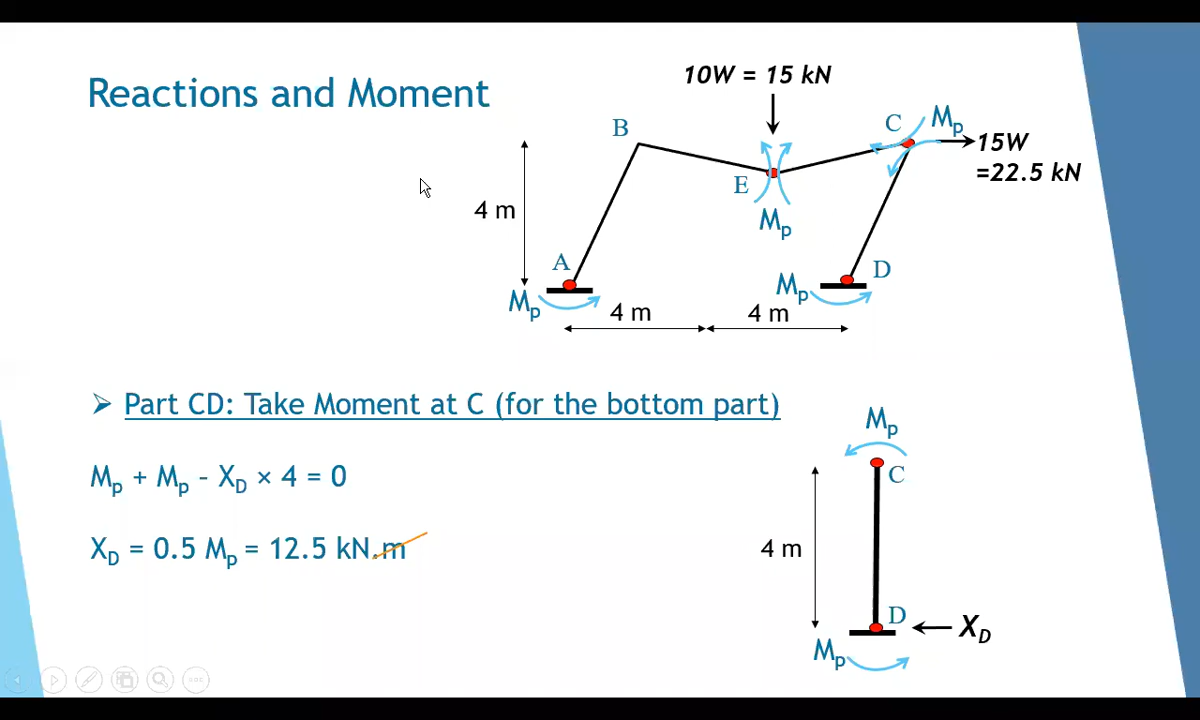 Reactions and Moment
10W = 15 kN
B
C
Mp
15W
=22.5 kN
E
Mp
4 m
A
D
Mp
Mp
4 m
4 m
➢ Part CD: Take Moment at C (for the bottom part)
Mp
Mp + Mp - XD × 4 = 0
C
XD = 0.5 Mp = 12.5 kN.m
4 m
D
XD
Mp